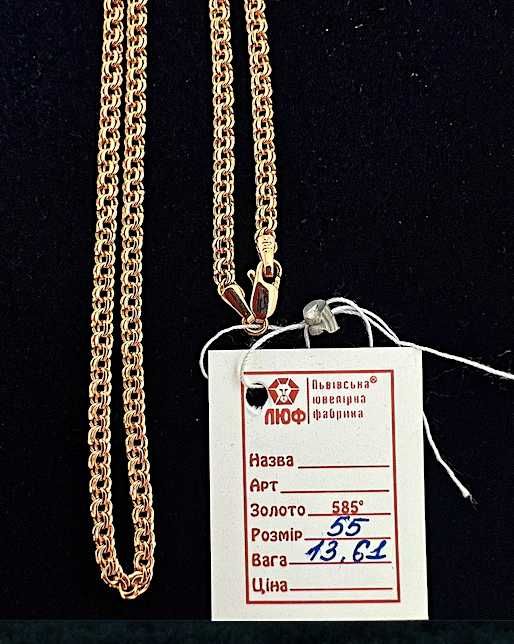 Львівська®
ювелірна
фабрика
ЛЮФ
Назва
Арт
Золото 585°
Розмір 55
Вага 13,61
Ціна